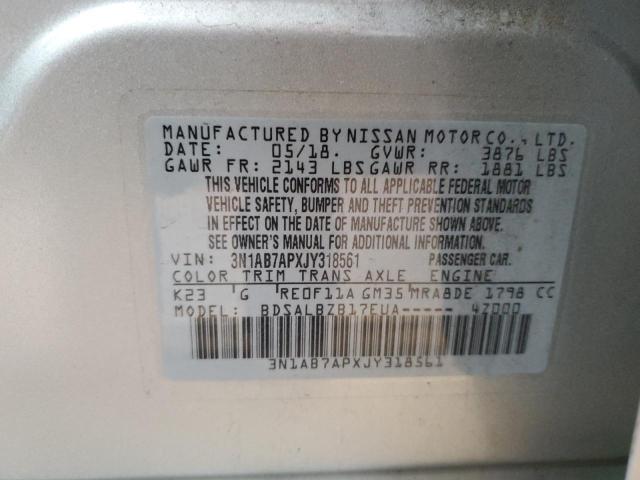 MANUFACTURED BY NISSAN MOTOR CO., LTD.
DATE: 05/18. GVWR: 3876 LBS
GAWR FR: 2143 LBS GAWR RR: 1881 LBS
THIS VEHICLE CONFORMS TO ALL APPLICABLE FEDERAL MOTOR
VEHICLE SAFETY, BUMPER AND THEFT PREVENTION STANDARDS
IN EFFECT ON THE DATE OF MANUFACTURE SHOWN ABOVE.
SEE OWNER'S MANUAL FOR ADDITIONAL INFORMATION.
VIN: 3N1AB7APXJY318561 PASSENGER CAR.
COLOR TRIM TRANS AXLE ENGINE
K23 G RE0F11A GM35 MRA8DE 1798 CC
MODEL: BDSALBZB17EUA----- 4Z000
3N1AB7APXJY318561